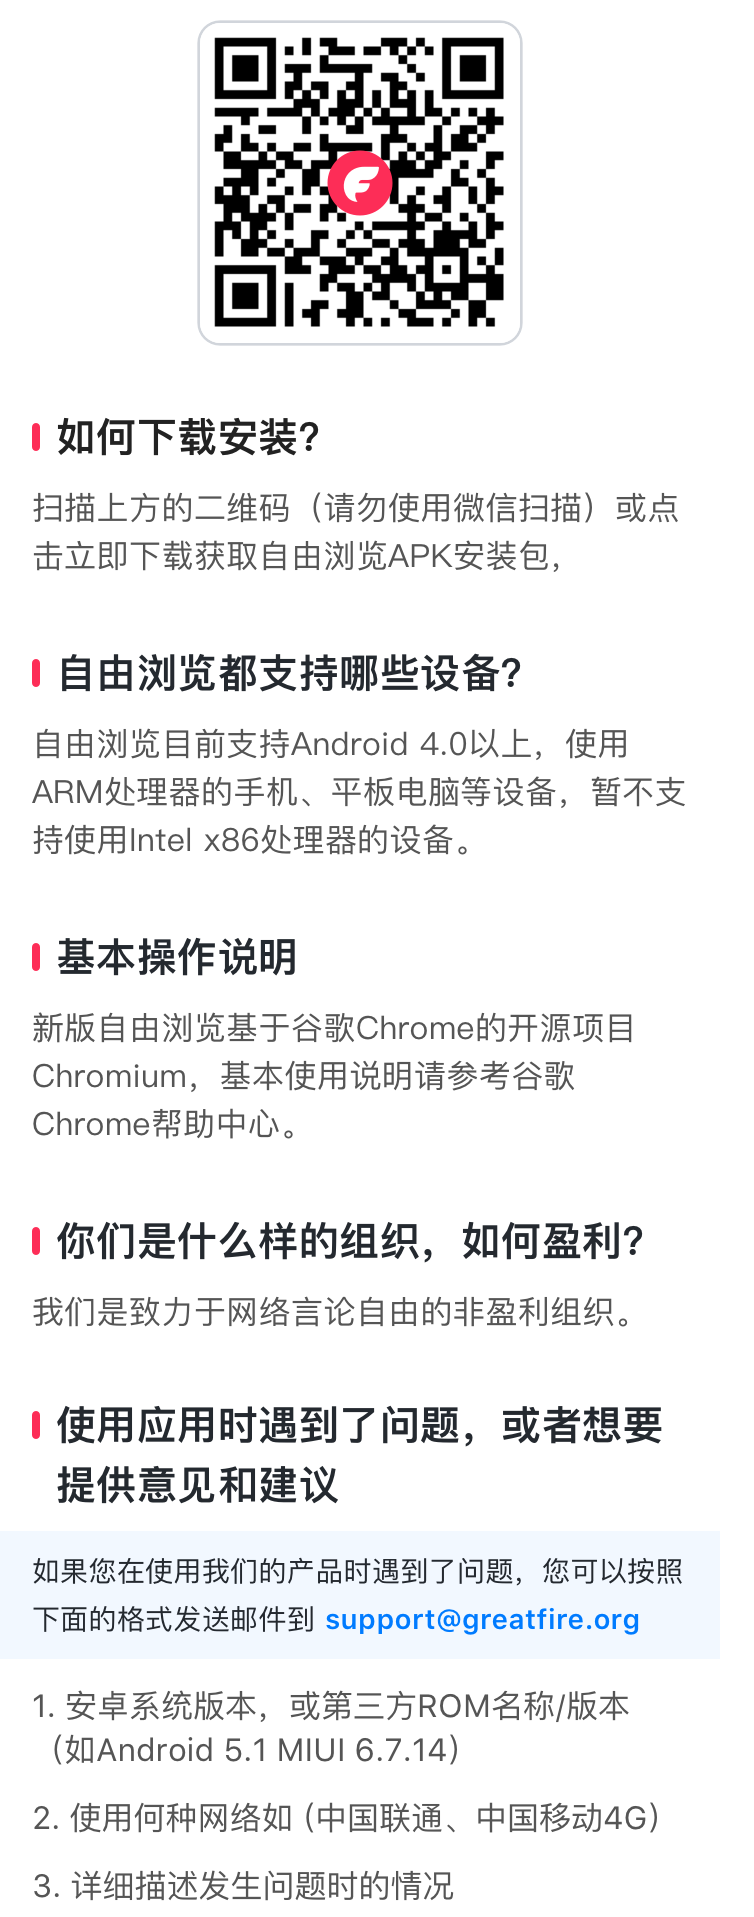 如何下载安装?
扫描上方的二维码（请勿使用微信扫描）或点
击立即下载获取自由浏览APK安装包，
自由浏览都支持哪些设备?
自由浏览目前支持Android 4.0以上，使用
ARM处理器的手机、平板电脑等设备，暂不支
持使用Intel x86处理器的设备。
基本操作说明
新版自由浏览基于谷歌Chrome的开源项目
Chromium，基本使用说明请参考谷歌
Chrome帮助中心。
你们是什么样的组织，如何盈利?
我们是致力于网络言论自由的非盈利组织。
使用应用时遇到了问题，或者想要
提供意见和建议
如果您在使用我们的产品时遇到了问题，您可以按照
下面的格式发送邮件到 support@greatfire.org
1. 安卓系统版本，或第三方ROM名称/版本
（如Android 5.1 MIUI 6.7.14）
2. 使用何种网络如 (中国联通、中国移动4G）
3. 详细描述发生问题时的情况